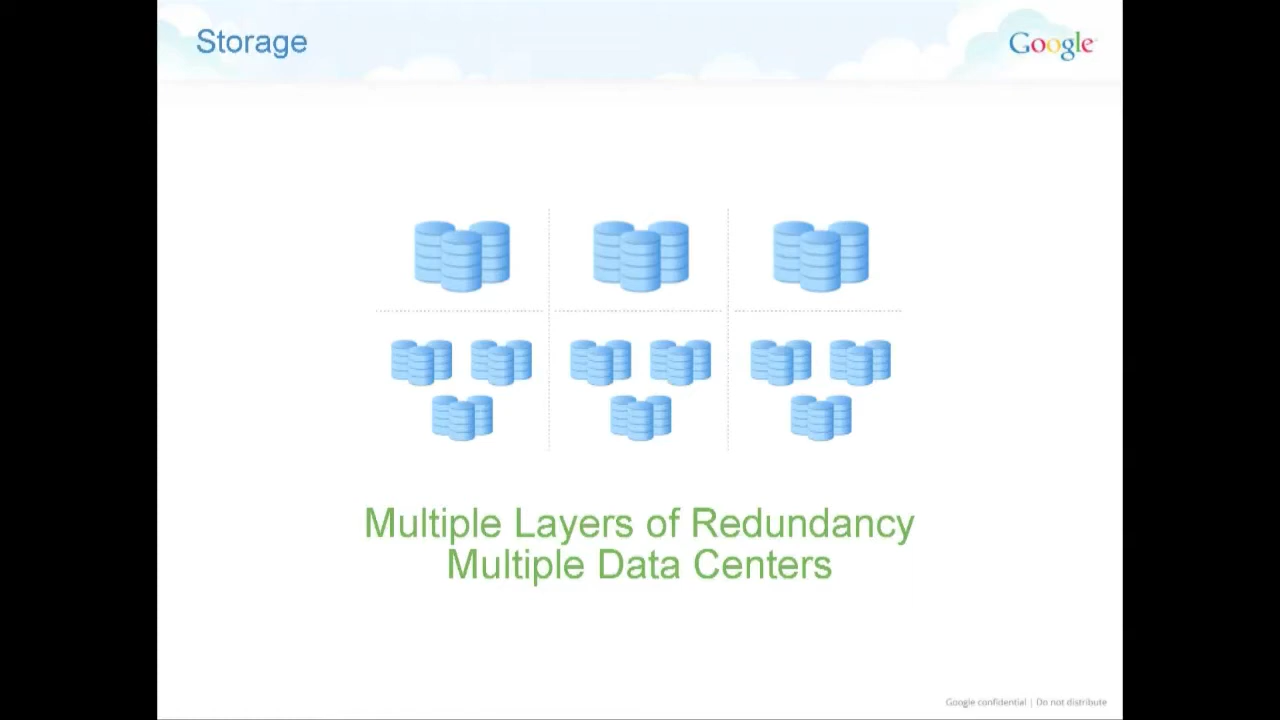 Storage
Google
Multiple Layers of Redundancy
Multiple Data Centers
Google confidential | Do not distribute